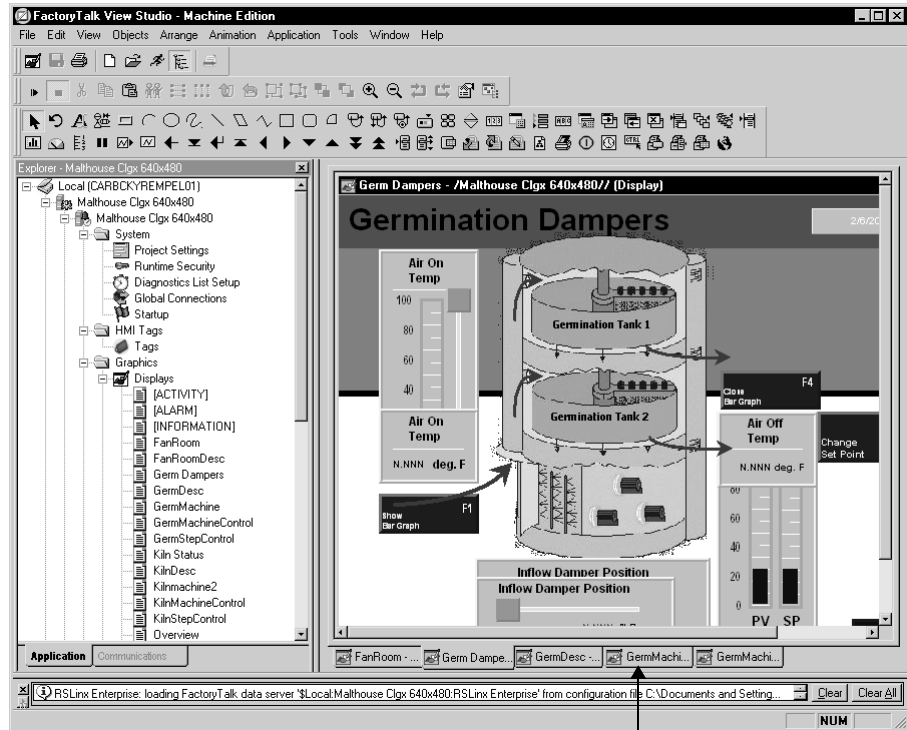 FactoryTalk View Studio - Machine Edition
File Edit View Objects Arrange Animation Application Tools Window Help
Explorer - Malthouse Clgx 640x480
Local (CARBCKYREMPEL01)
Malthouse Clgx 640x480
Malthouse Clgx 640x480
System
Project Settings
Runtime Security
Diagnostics List Setup
Global Connections
Startup
HMI Tags
Tags
Graphics
Displays
[ACTIVITY]
[ALARM]
[INFORMATION]
FanRoom
FanRoomDesc
Germ Dampers
GermDesc
GermMachine
GermMachineControl
GermStepControl
Kiln Status
KilnDesc
Kilnmachine2
KilnMachineControl
KilnStepControl
Overview
Application Communications
Germ Dampers - /Malthouse Clgx 640x480// (Display)
Germination Dampers
2/6/20
Air On
Temp
100
80
60
40
Air On
Temp
N.NNN deg. F
Show
Bar Graph
F1
Germination Tank 1
Germination Tank 2
Close
Bar Graph
F4
Air Off
Temp
N.NNN deg. F
Change
Set Point
60
40
20
0
PV SP
Inflow Damper Position
Inflow Damper Position
FanRoom - ... Germ Dampe... GermDesc -... GermMachi... GermMachi...
RSLinx Enterprise: loading FactoryTalk data server '$Local:Malthouse Clgx 640x480:RSLinx Enterprise' from configuration file C:\Documents and Setting...
Clear Clear All
NUM